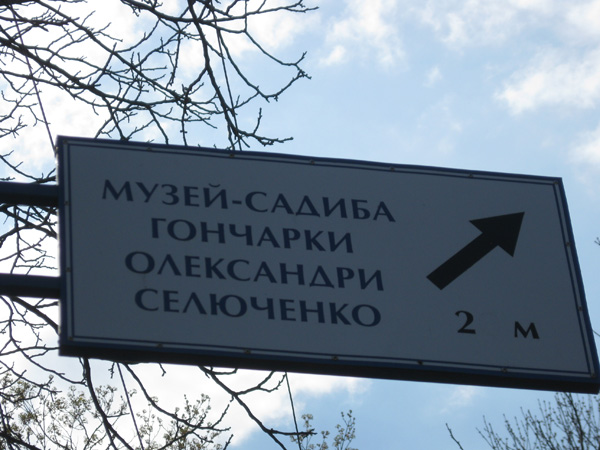 МУЗЕЙ-САДИБА
ГОНЧАРКИ
ОЛЕКСАНДРИ
СЕЛЮЧЕНКО
2 м